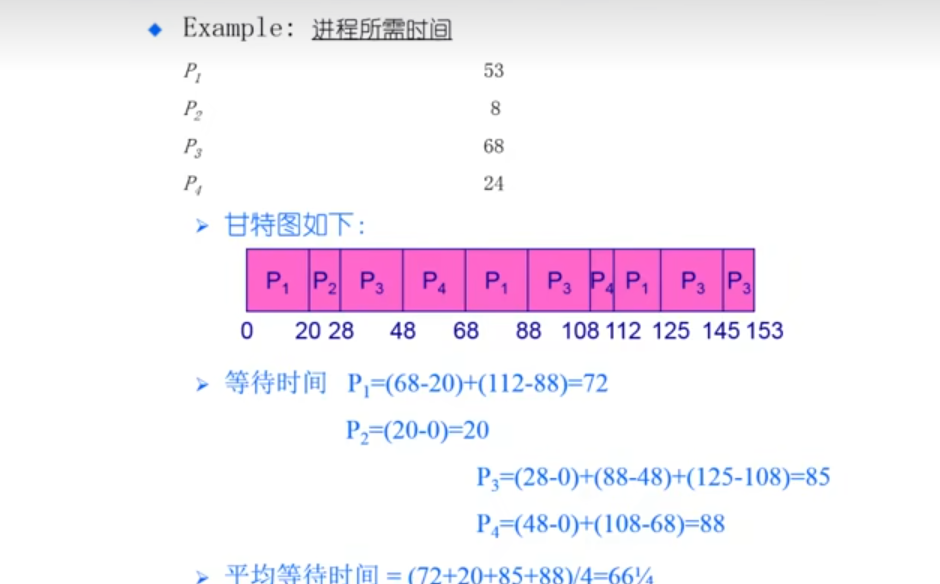 Example: 进程所需时间
P1 53
P2 8
P3 68
P4 24
甘特图如下:
P1 P2 P3 P4 P1 P3 P4 P1 P3 P3
0 20 28 48 68 88 108 112 125 145 153
等待时间 P1=(68-20)+(112-88)=72
P2=(20-0)=20
P3=(28-0)+(88-48)+(125-108)=85
P4=(48-0)+(108-68)=88
平均等待时间 = (72+20+85+88)/4=66¼